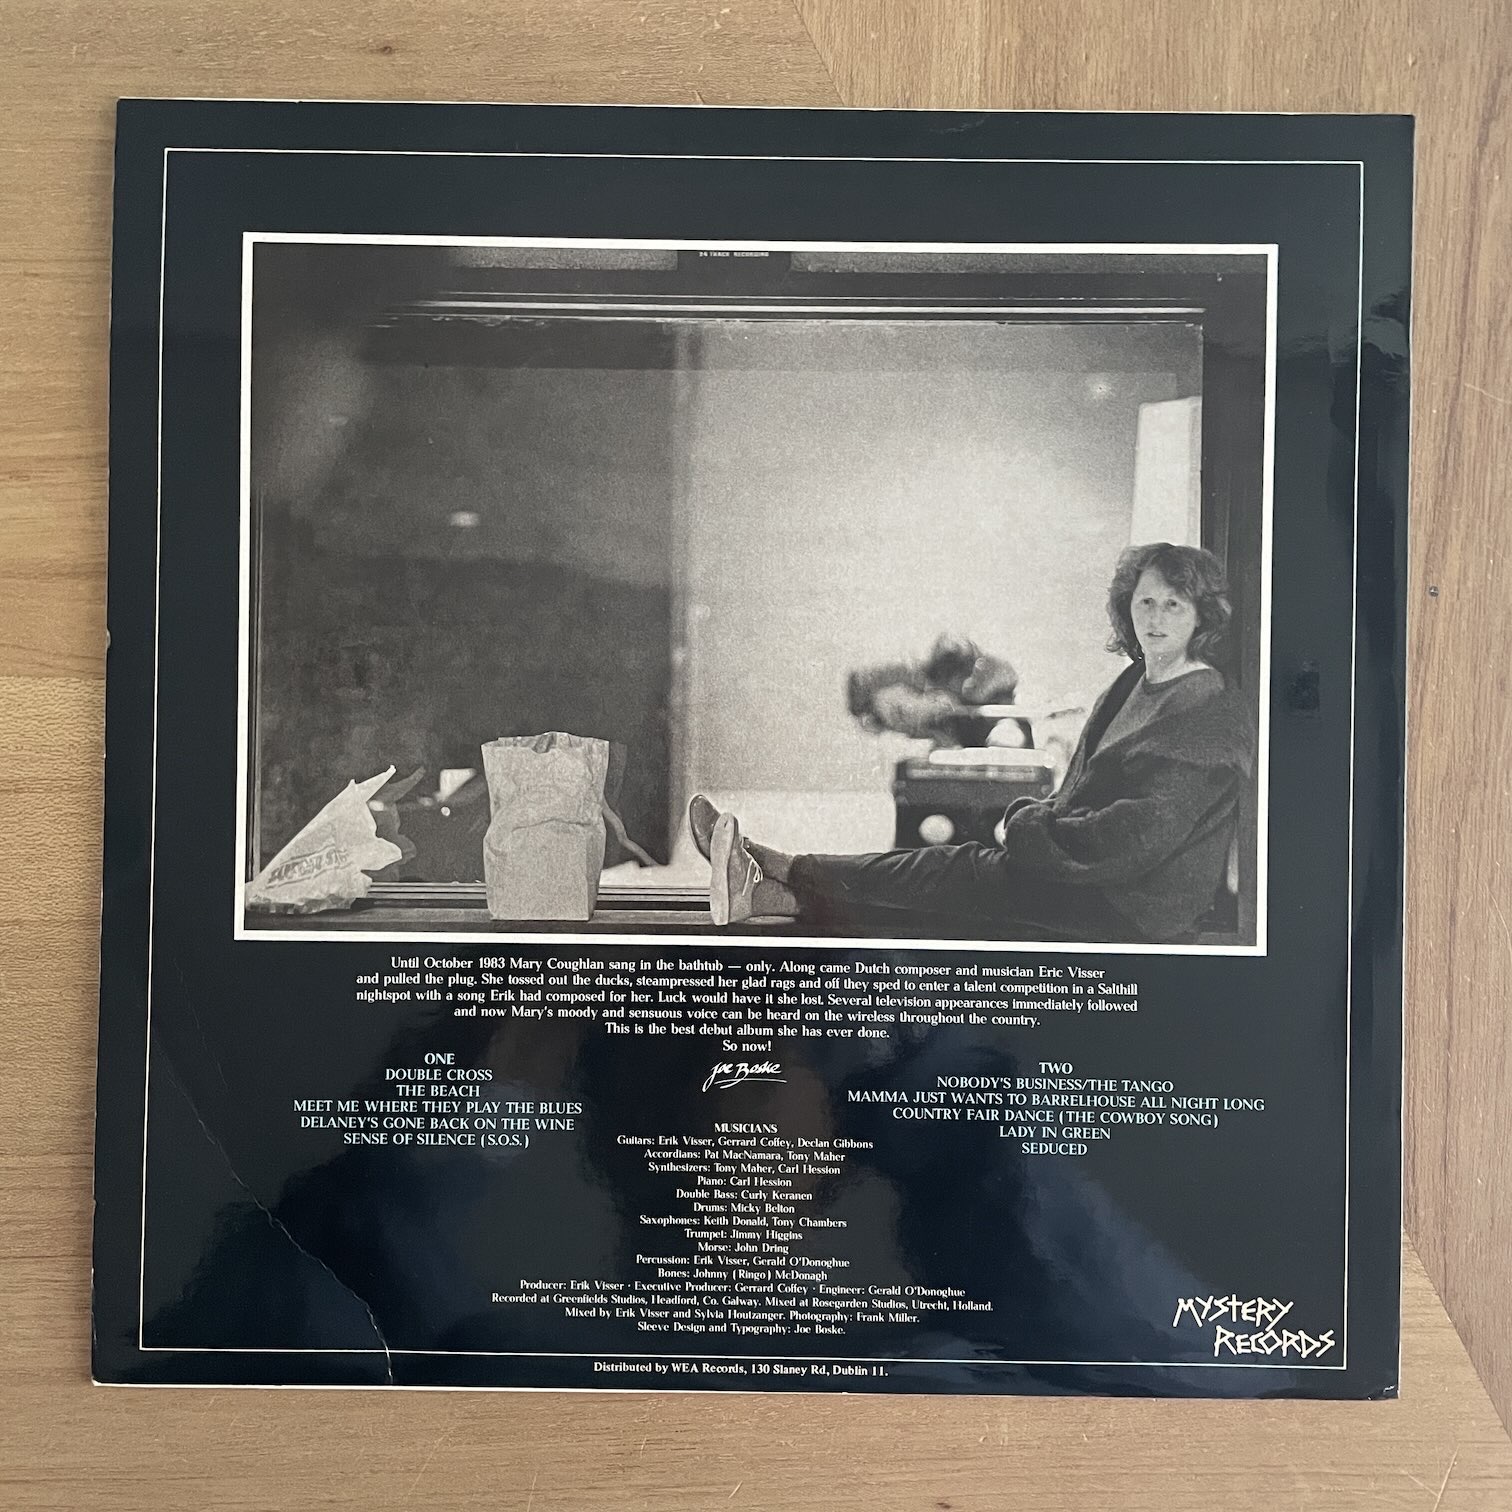 24 TRACK RECORDING
Until October 1983 Mary Coughlan sang in the bathtub — only. Along came Dutch composer and musician Eric Visser
and pulled the plug. She tossed out the ducks, steampressed her glad rags and off they sped to enter a talent competition in a Salthill
nightspot with a song Erik had composed for her. Luck would have it she lost. Several television appearances immediately followed
and now Mary's moody and sensuous voice can be heard on the wireless throughout the country.
This is the best debut album she has ever done.
So now!
Joe Boske
ONE
DOUBLE CROSS
THE BEACH
MEET ME WHERE THEY PLAY THE BLUES
DELANEY'S GONE BACK ON THE WINE
SENSE OF SILENCE (S.O.S.)
TWO
NOBODY'S BUSINESS/THE TANGO
MAMMA JUST WANTS TO BARRELHOUSE ALL NIGHT LONG
COUNTRY FAIR DANCE (THE COWBOY SONG)
LADY IN GREEN
SEDUCED
MUSICIANS
Guitars: Erik Visser, Gerrard Coffey, Declan Gibbons
Accordians: Pat MacNamara, Tony Maher
Synthesizers: Tony Maher, Carl Hession
Piano: Carl Hession
Double Bass: Curly Keranen
Drums: Micky Belton
Saxophones: Keith Donald, Tony Chambers
Trumpet: Jimmy Higgins
Morse: John Dring
Percussion: Erik Visser, Gerald O'Donoghue
Bones: Johnny (Ringo) McDonagh
Producer: Erik Visser · Executive Producer: Gerrard Coffey · Engineer: Gerald O'Donoghue
Recorded at Greenfields Studios, Headford, Co. Galway. Mixed at Rosegarden Studios, Utrecht, Holland.
Mixed by Erik Visser and Sylvia Houtzanger. Photography: Frank Miller.
Sleeve Design and Typography: Joe Boske.
MYSTERY
RECORDS
Distributed by WEA Records, 130 Slaney Rd, Dublin 11.